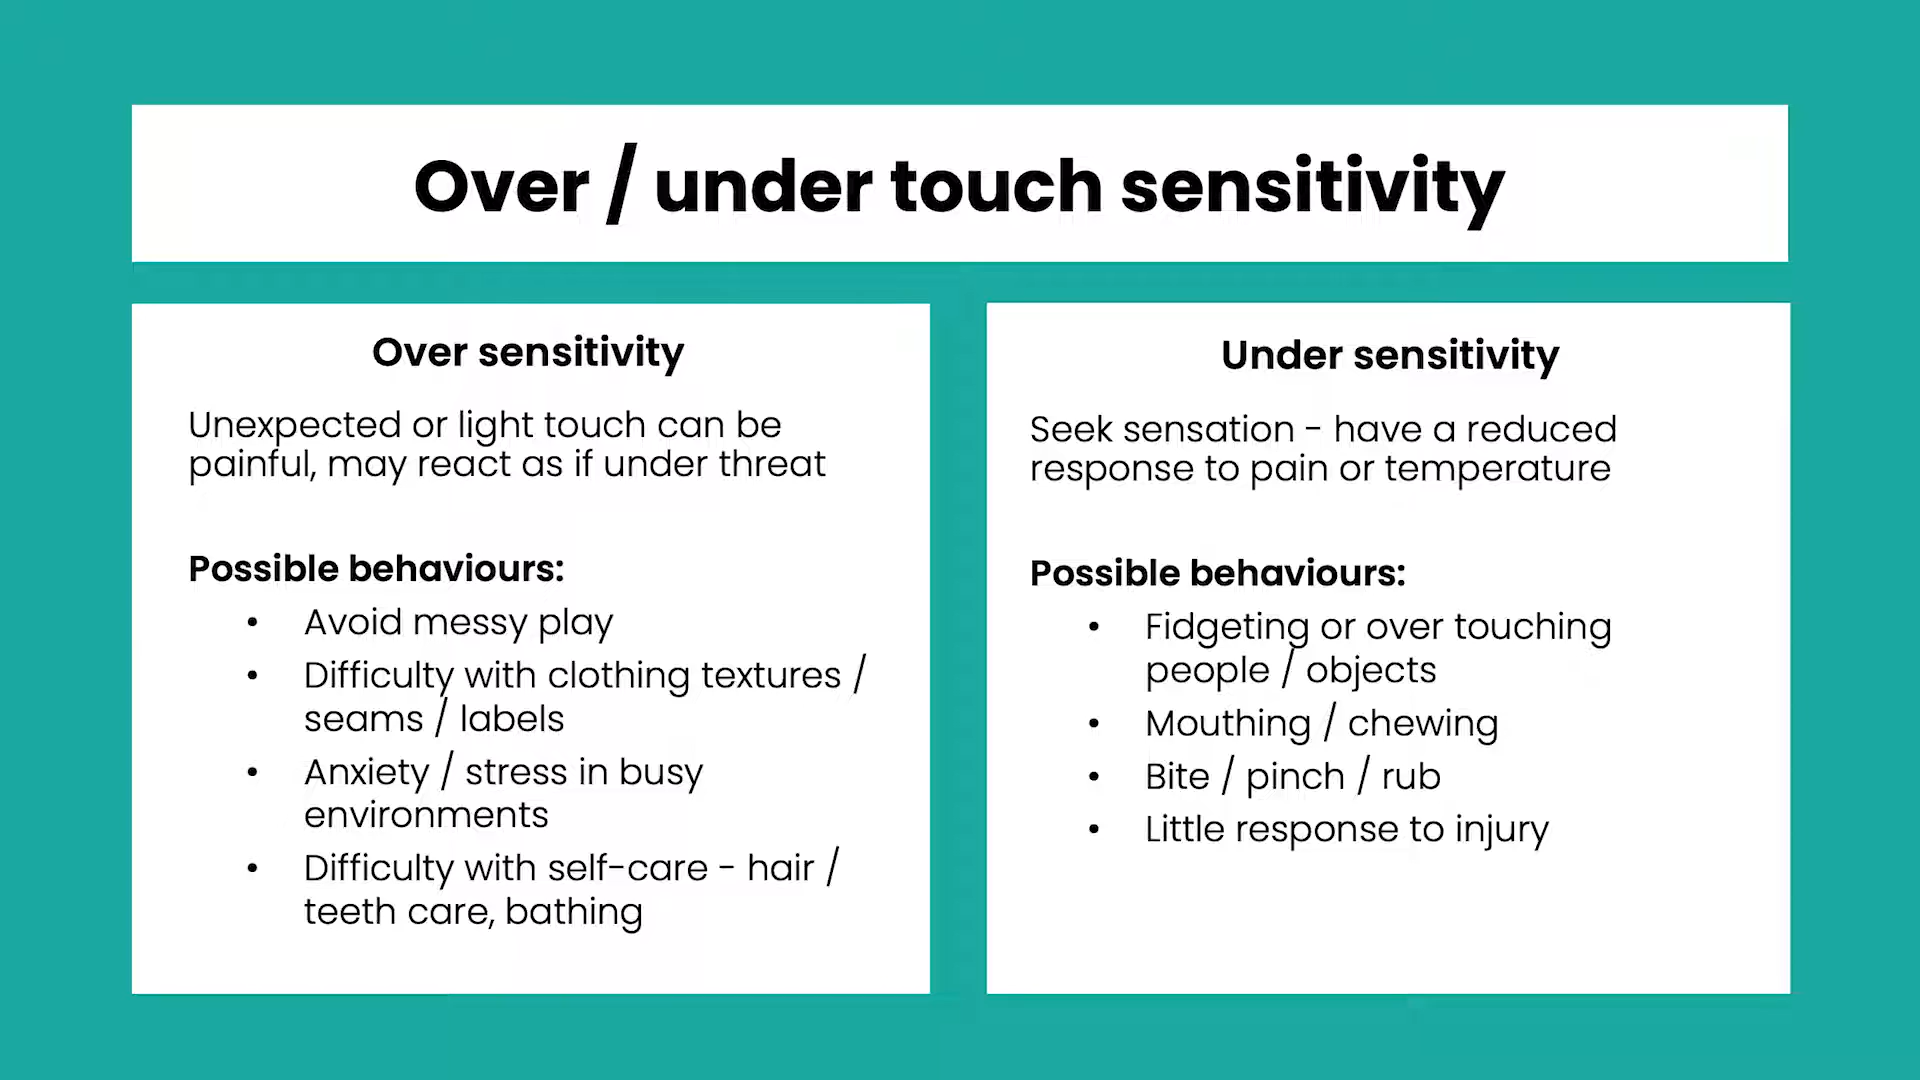 Over / under touch sensitivity
Over sensitivity
Unexpected or light touch can be
painful, may react as if under threat
Possible behaviours:
• Avoid messy play
• Difficulty with clothing textures /
seams / labels
• Anxiety / stress in busy
environments
• Difficulty with self-care - hair /
teeth care, bathing
Under sensitivity
Seek sensation - have a reduced
response to pain or temperature
Possible behaviours:
• Fidgeting or over touching
people / objects
• Mouthing / chewing
• Bite / pinch / rub
• Little response to injury